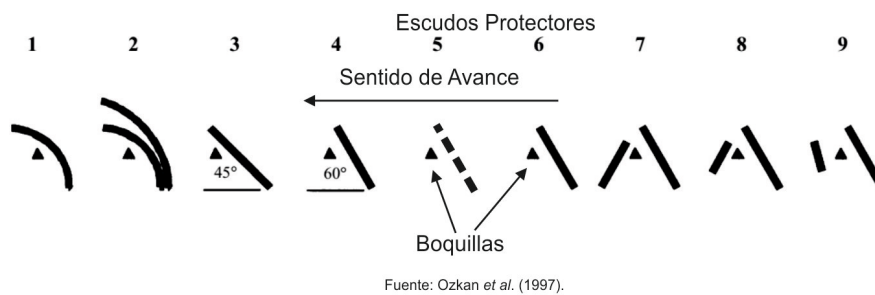 Escudos Protectores
1 2 3 4 5 6 7 8 9
Sentido de Avance
45° 60°
Boquillas
Fuente: Ozkan et al. (1997).